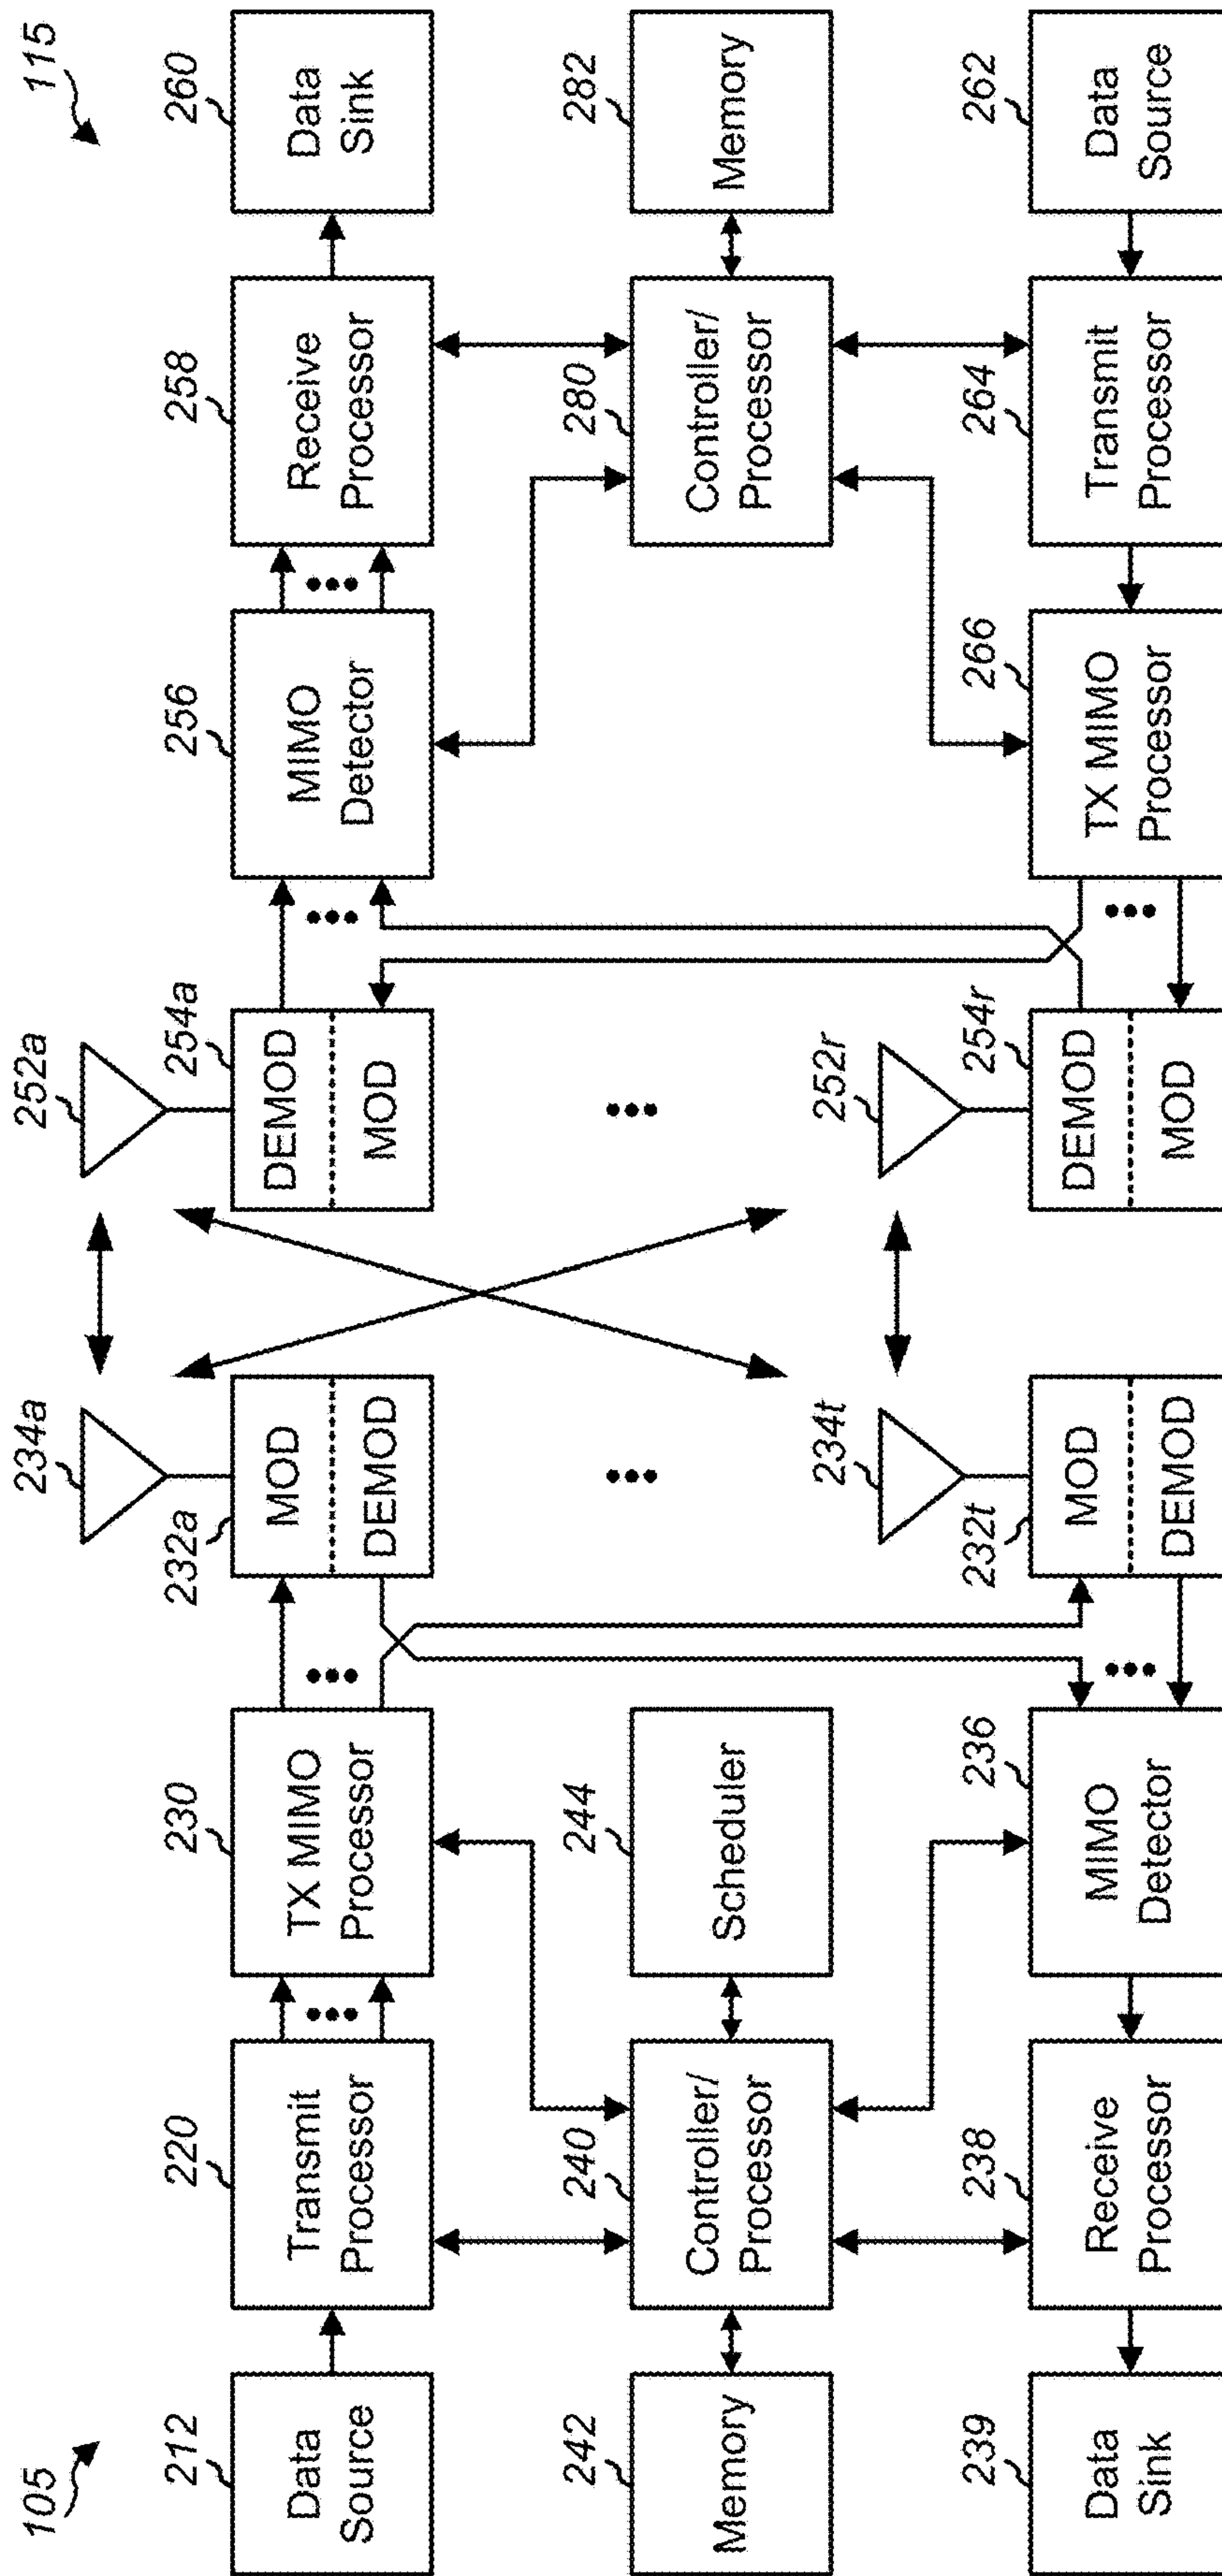 105
212
Data
Source
220
Transmit
Processor
230
TX MIMO
Processor
232a
MOD
DEMOD
234a
252a
254a
DEMOD
MOD
256
MIMO
Detector
258
Receive
Processor
260
Data
Sink
115
242
Memory
240
Controller/
Processor
244
Scheduler
280
Controller/
Processor
282
Memory
239
Data
Sink
238
Receive
Processor
236
MIMO
Detector
232t
MOD
DEMOD
234t
252r
254r
DEMOD
MOD
266
TX MIMO
Processor
264
Transmit
Processor
262
Data
Source